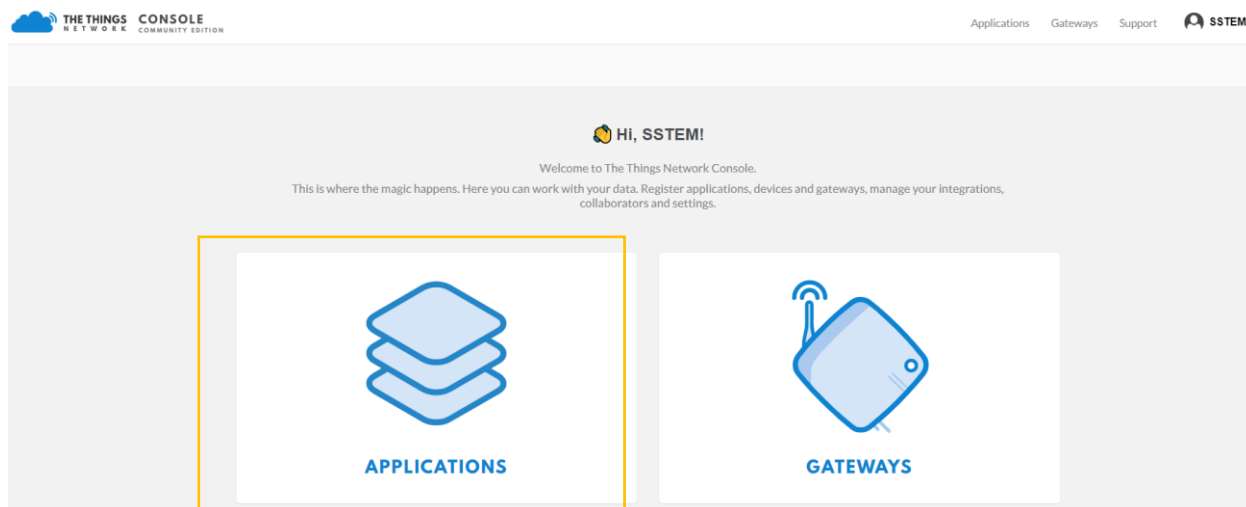 THE THINGS NETWORK CONSOLE COMMUNITY EDITION
Applications Gateways Support SSTEM
Hi, SSTEM!
Welcome to The Things Network Console.
This is where the magic happens. Here you can work with your data. Register applications, devices and gateways, manage your integrations,
collaborators and settings.
APPLICATIONS
GATEWAYS